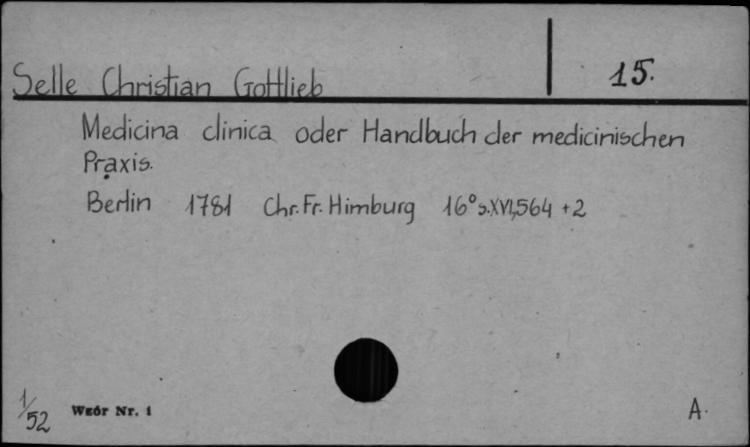 Selle Christian Gottlieb
15.
Medicina clinica oder Handbuch der medicinischen
Praxis.
Berlin 1781 Chr. Fr. Himburg 16° s. XVI, 564 + 2
1/52
Wzór Nr. 1
A.